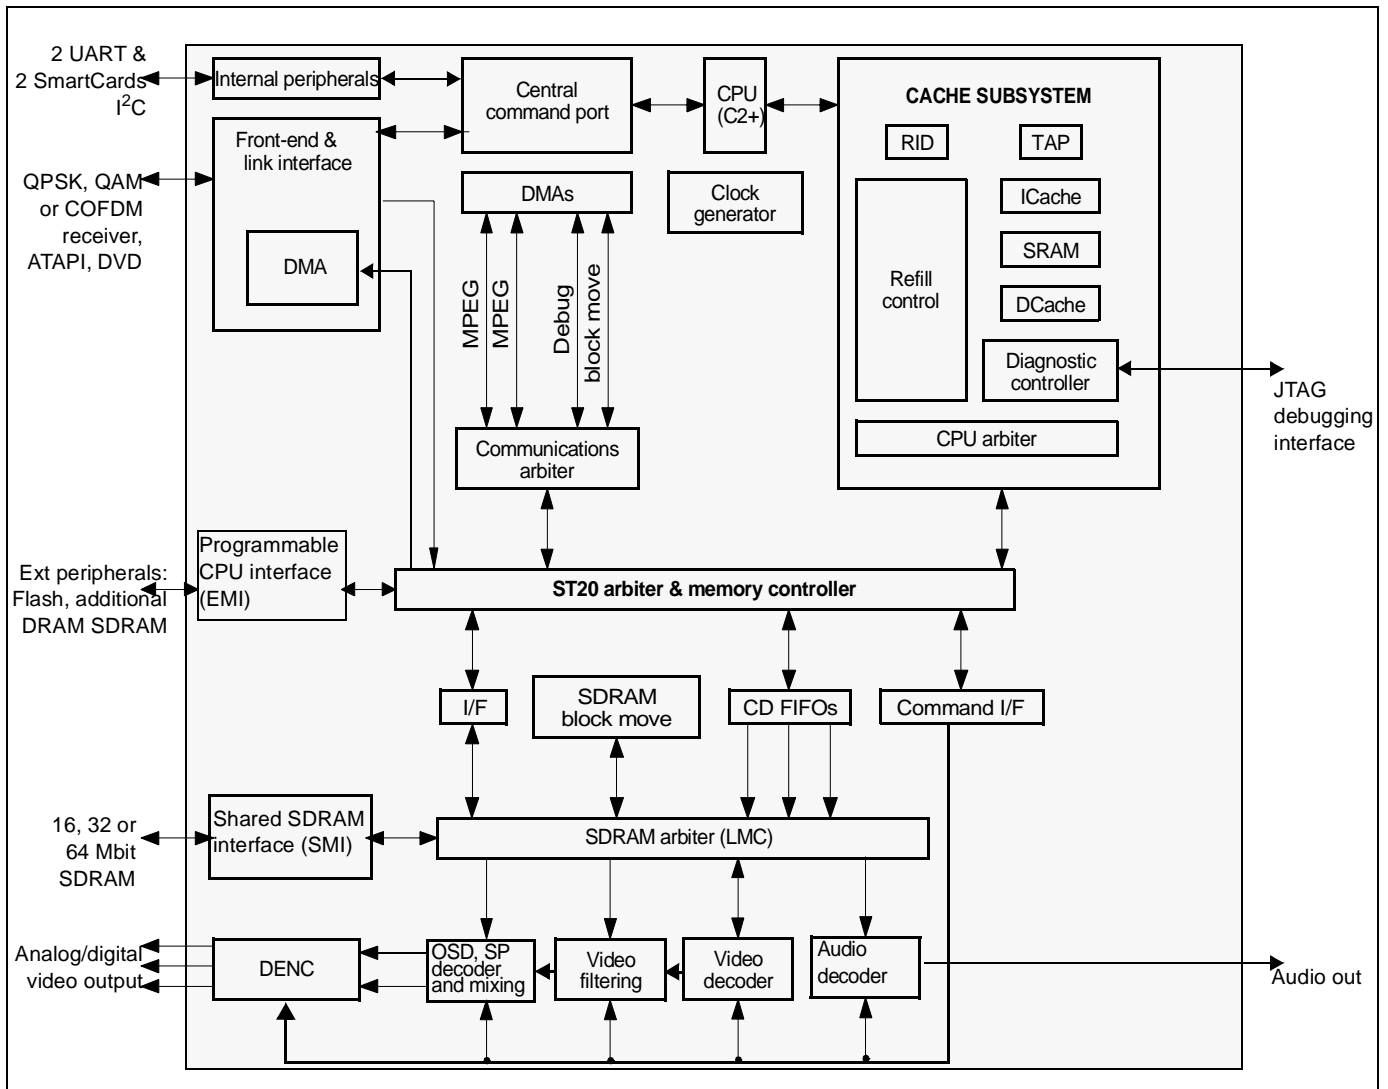 2 UART &
2 SmartCards
I2C
Internal peripherals
Central
command port
CPU
(C2+)
CACHE SUBSYSTEM
RID
TAP
Front-end &
link interface
QPSK, QAM
or COFDM
receiver,
ATAPI, DVD
DMA
DMAs
Clock
generator
Refill
control
ICache
SRAM
DCache
Diagnostic
controller
CPU arbiter
JTAG
debugging
interface
MPEG
MPEG
Debug
block move
Communications
arbiter
Programmable
CPU interface
(EMI)
Ext peripherals:
Flash, additional
DRAM SDRAM
ST20 arbiter & memory controller
I/F
SDRAM
block move
CD FIFOs
Command I/F
Shared SDRAM
interface (SMI)
16, 32 or
64 Mbit
SDRAM
SDRAM arbiter (LMC)
Analog/digital
video output
DENC
OSD, SP
decoder
and mixing
Video
filtering
Video
decoder
Audio
decoder
Audio out